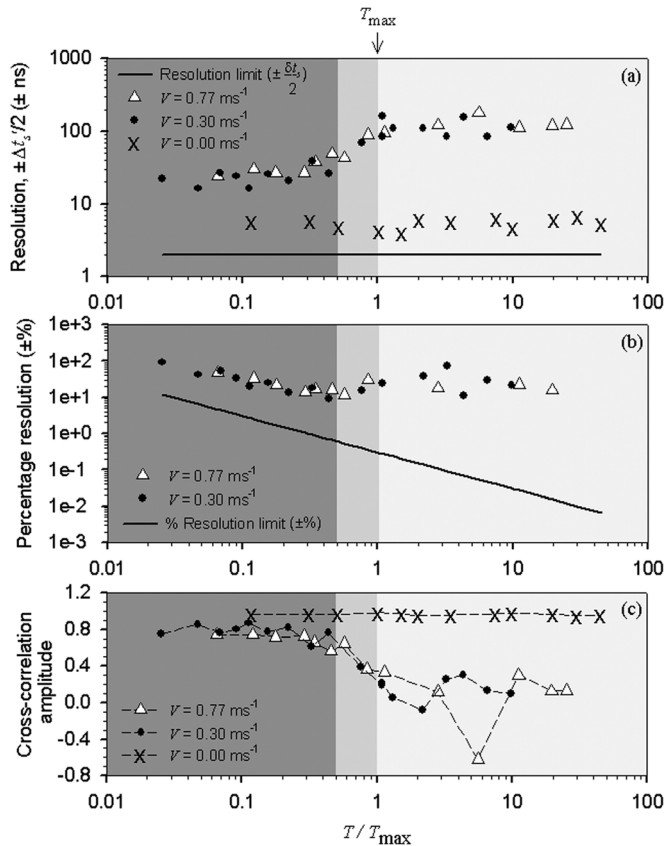 T max
1000
100
10
1
Resolution, ±Δtₛ'/2 (± ns)
Resolution limit (± δtₛ/2)
V = 0.77 ms⁻¹
V = 0.30 ms⁻¹
V = 0.00 ms⁻¹
(a)
0.01 0.1 1 10 100
1e+3
1e+2
1e+1
1e+0
1e-1
1e-2
1e-3
Percentage resolution (±%)
(b)
V = 0.77 ms⁻¹
V = 0.30 ms⁻¹
% Resolution limit (±%)
0.01 0.1 1 10 100
1.2
0.8
0.4
0.0
-0.4
-0.8
Cross-correlation
amplitude
(c)
V = 0.77 ms⁻¹
V = 0.30 ms⁻¹
V = 0.00 ms⁻¹
0.01 0.1 1 10 100
T / T max